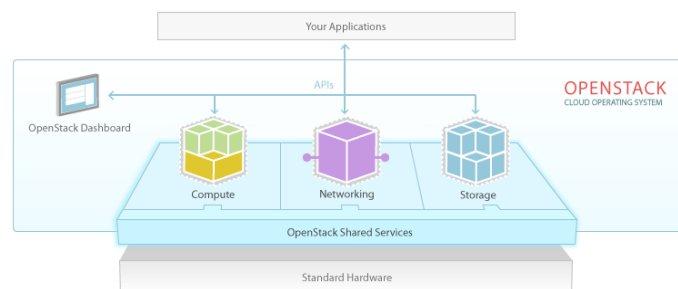 Your Applications
APIs
OPENSTACK
CLOUD OPERATING SYSTEM
OpenStack Dashboard
Compute
Networking
Storage
OpenStack Shared Services
Standard Hardware